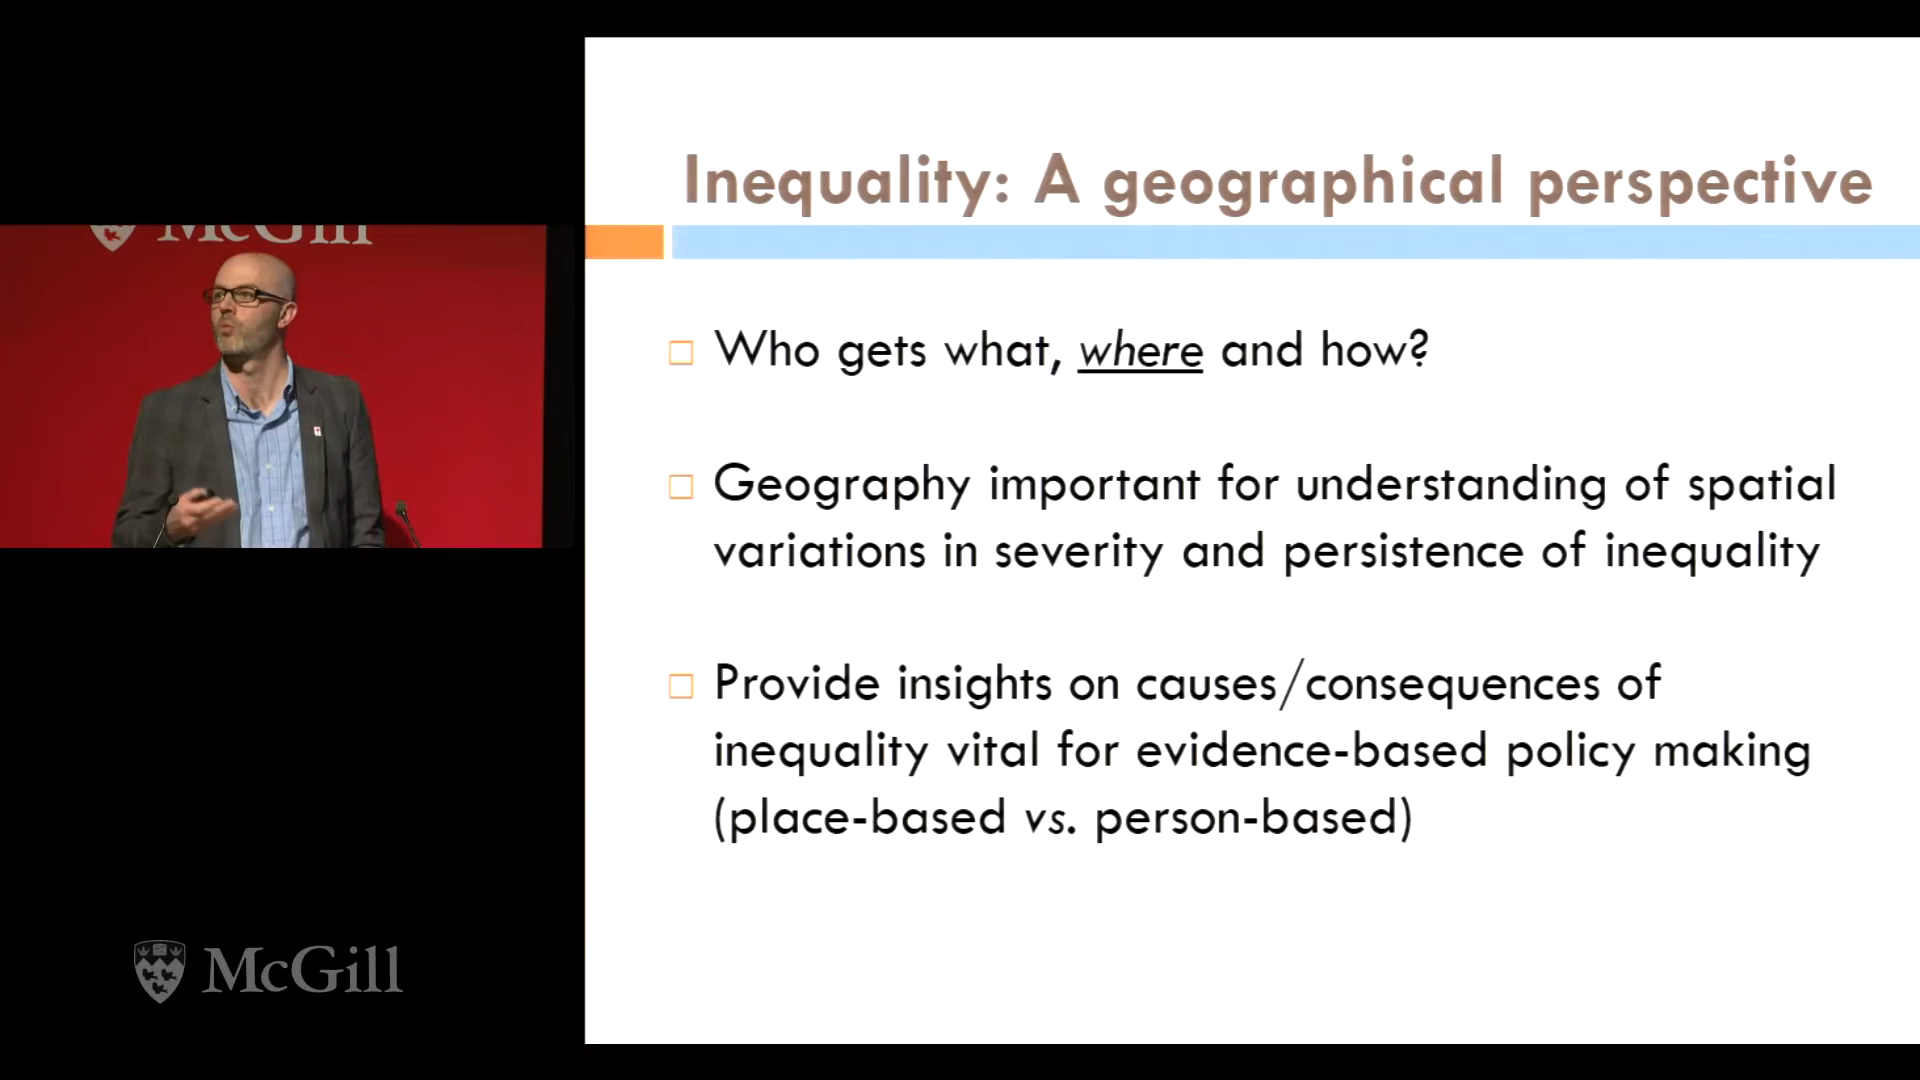 Inequality: A geographical perspective
McGill
Who gets what, where and how?
Geography important for understanding of spatial
variations in severity and persistence of inequality
Provide insights on causes/consequences of
inequality vital for evidence-based policy making
(place-based vs. person-based)
McGill